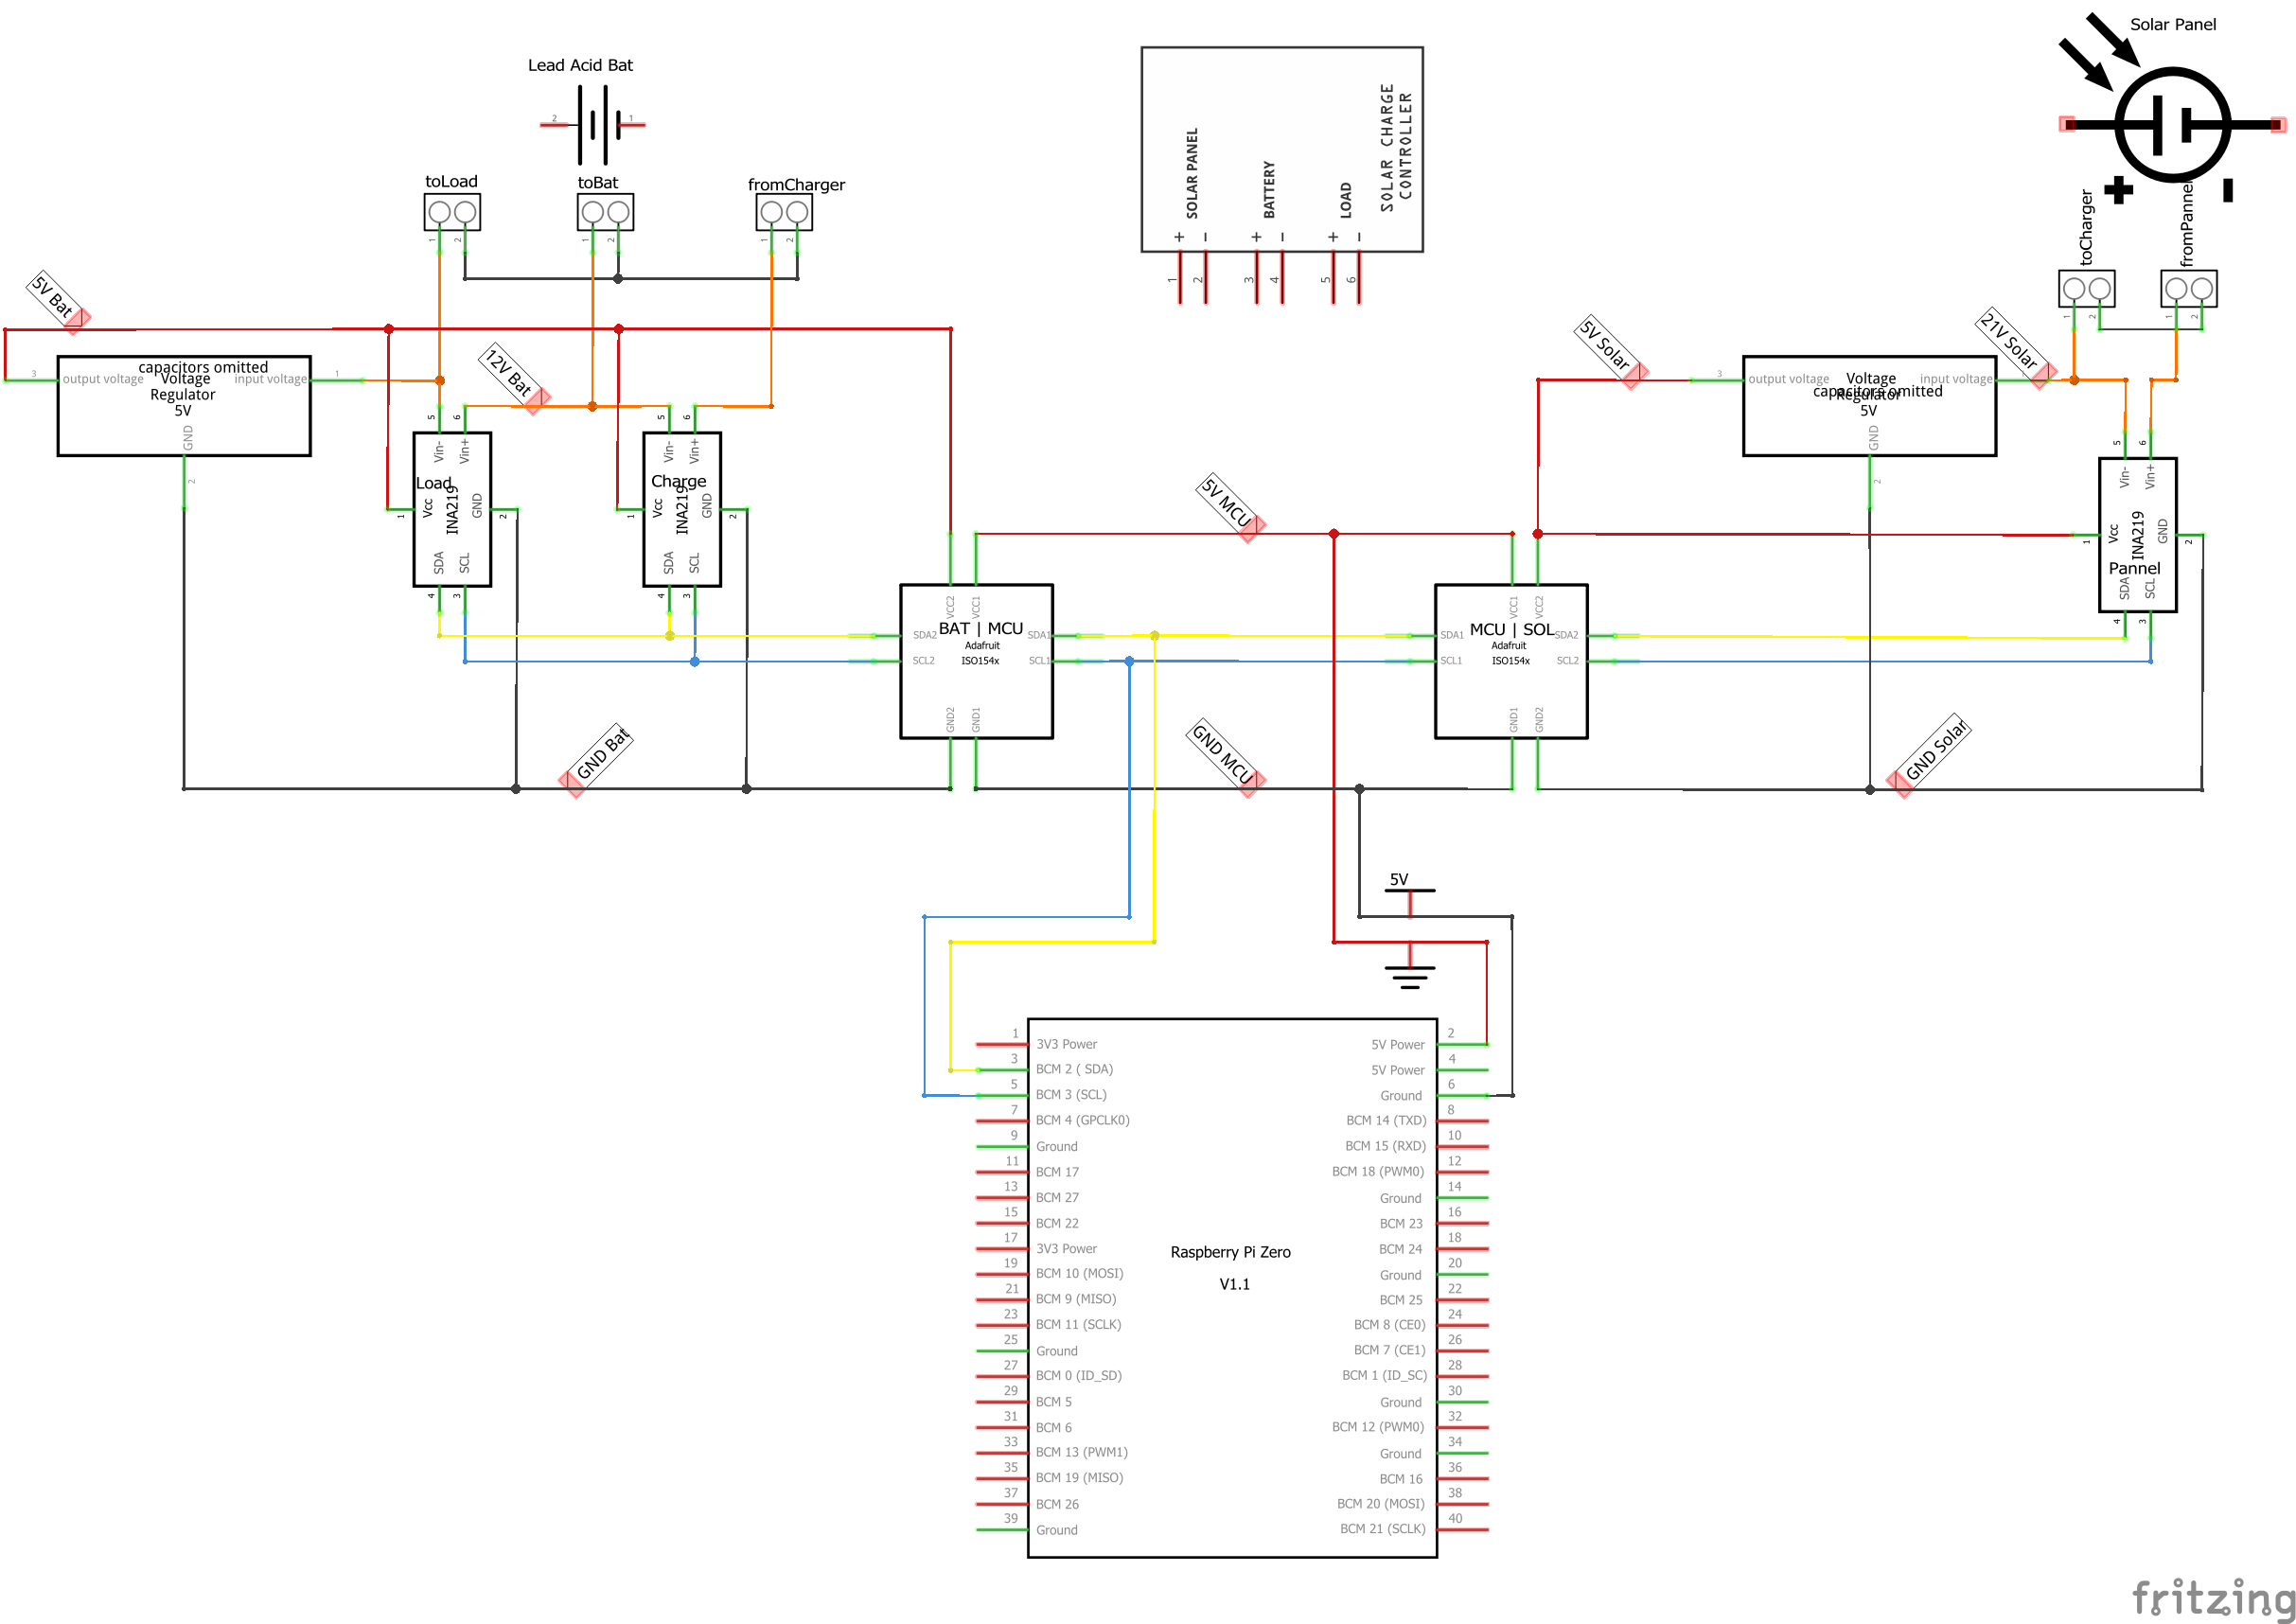 Solar Panel
Lead Acid Bat
2
1
SOLAR PANEL
BATTERY
LOAD
SOLAR CHARGE
CONTROLLER
+
−
+
−
+
−
1
2
3
4
5
6
+
-
toLoad
toBat
fromCharger
1
2
1
2
1
2
toCharger
fromPannel
1
2
1
2
5V Bat
12V Bat
5V Solar
21V Solar
capacitors omitted
Voltage
Regulator
5V
3
output voltage
input voltage
1
GND
2
Voltage
Regulator
capacitors omitted
5V
3
output voltage
input voltage
GND
2
5
6
Vin-
Vin+
Load
Vcc
INA219
GND
1
2
SDA
SCL
4
3
5
6
Vin-
Vin+
Charge
Vcc
INA219
GND
1
2
SDA
SCL
4
3
5
6
Vin-
Vin+
Vcc
INA219
GND
1
2
Pannel
SDA
SCL
4
3
5V MCU
VCC2
VCC1
SDA2
BAT | MCU
SDA1
Adafruit
SCL2
ISO154x
SCL1
GND2
GND1
VCC1
VCC2
SDA1
MCU | SOL
SDA2
Adafruit
SCL1
ISO154x
SCL2
GND1
GND2
GND Bat
GND MCU
GND Solar
5V
1
3V3 Power
5V Power
2
3
BCM 2 ( SDA)
5V Power
4
5
BCM 3 (SCL)
Ground
6
7
BCM 4 (GPCLK0)
BCM 14 (TXD)
8
9
Ground
BCM 15 (RXD)
10
11
BCM 17
BCM 18 (PWM0)
12
13
BCM 27
Ground
14
15
BCM 22
BCM 23
16
17
3V3 Power
BCM 24
18
19
BCM 10 (MOSI)
Ground
20
21
BCM 9 (MISO)
BCM 25
22
23
BCM 11 (SCLK)
BCM 8 (CE0)
24
25
Ground
BCM 7 (CE1)
26
27
BCM 0 (ID_SD)
BCM 1 (ID_SC)
28
29
BCM 5
Ground
30
31
BCM 6
BCM 12 (PWM0)
32
33
BCM 13 (PWM1)
Ground
34
35
BCM 19 (MISO)
BCM 16
36
37
BCM 26
BCM 20 (MOSI)
38
39
Ground
BCM 21 (SCLK)
40
Raspberry Pi Zero
V1.1
fritzing